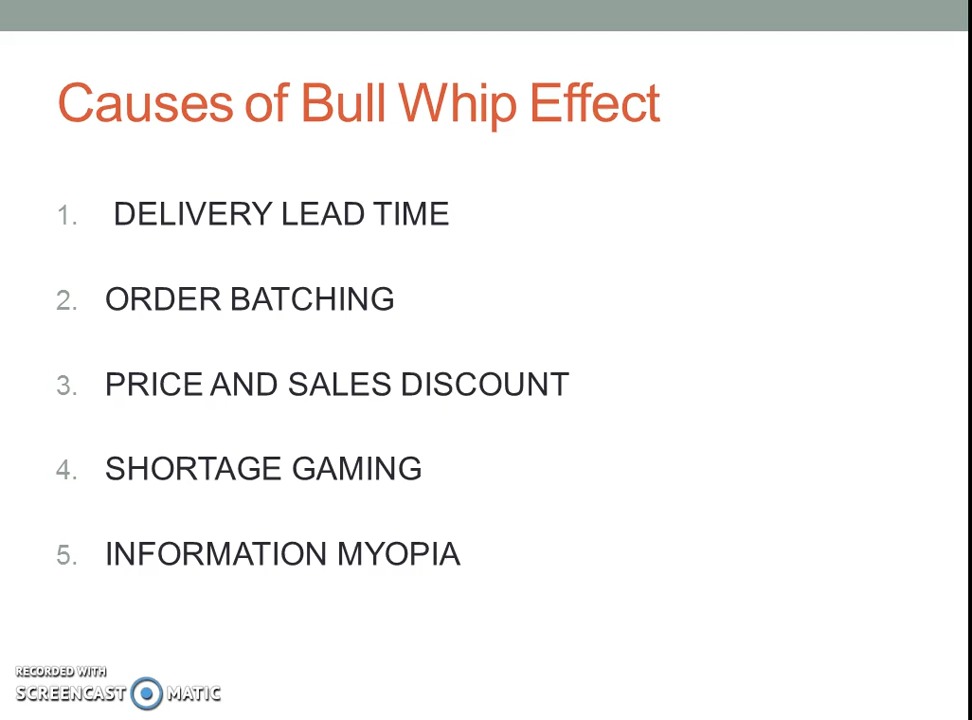 Causes of Bull Whip Effect
1. DELIVERY LEAD TIME
2. ORDER BATCHING
3. PRICE AND SALES DISCOUNT
4. SHORTAGE GAMING
5. INFORMATION MYOPIA
RECORDED WITH
SCREENCAST MATIC